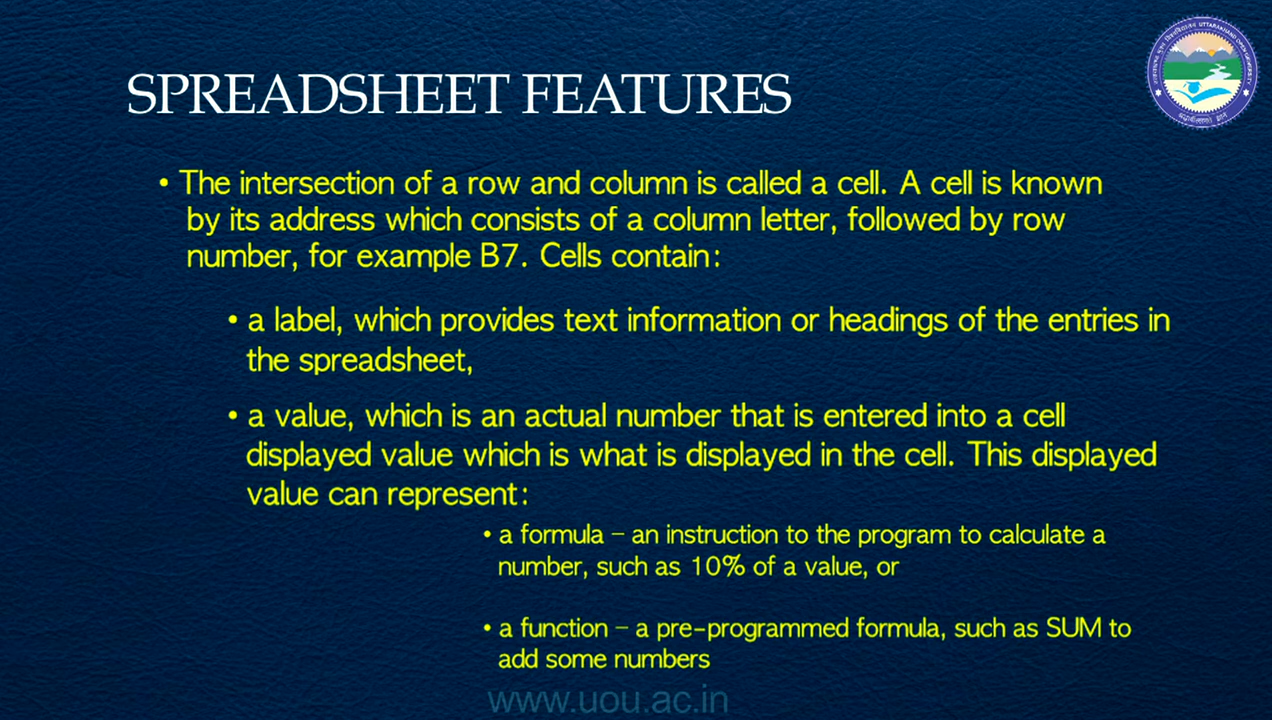 SPREADSHEET FEATURES
• The intersection of a row and column is called a cell. A cell is known
by its address which consists of a column letter, followed by row
number, for example B7. Cells contain:
• a label, which provides text information or headings of the entries in
the spreadsheet,
• a value, which is an actual number that is entered into a cell
displayed value which is what is displayed in the cell. This displayed
value can represent:
• a formula – an instruction to the program to calculate a
number, such as 10% of a value, or
• a function – a pre-programmed formula, such as SUM to
add some numbers
www.uou.ac.in
UTTARAKHAND OPEN UNIVERSITY